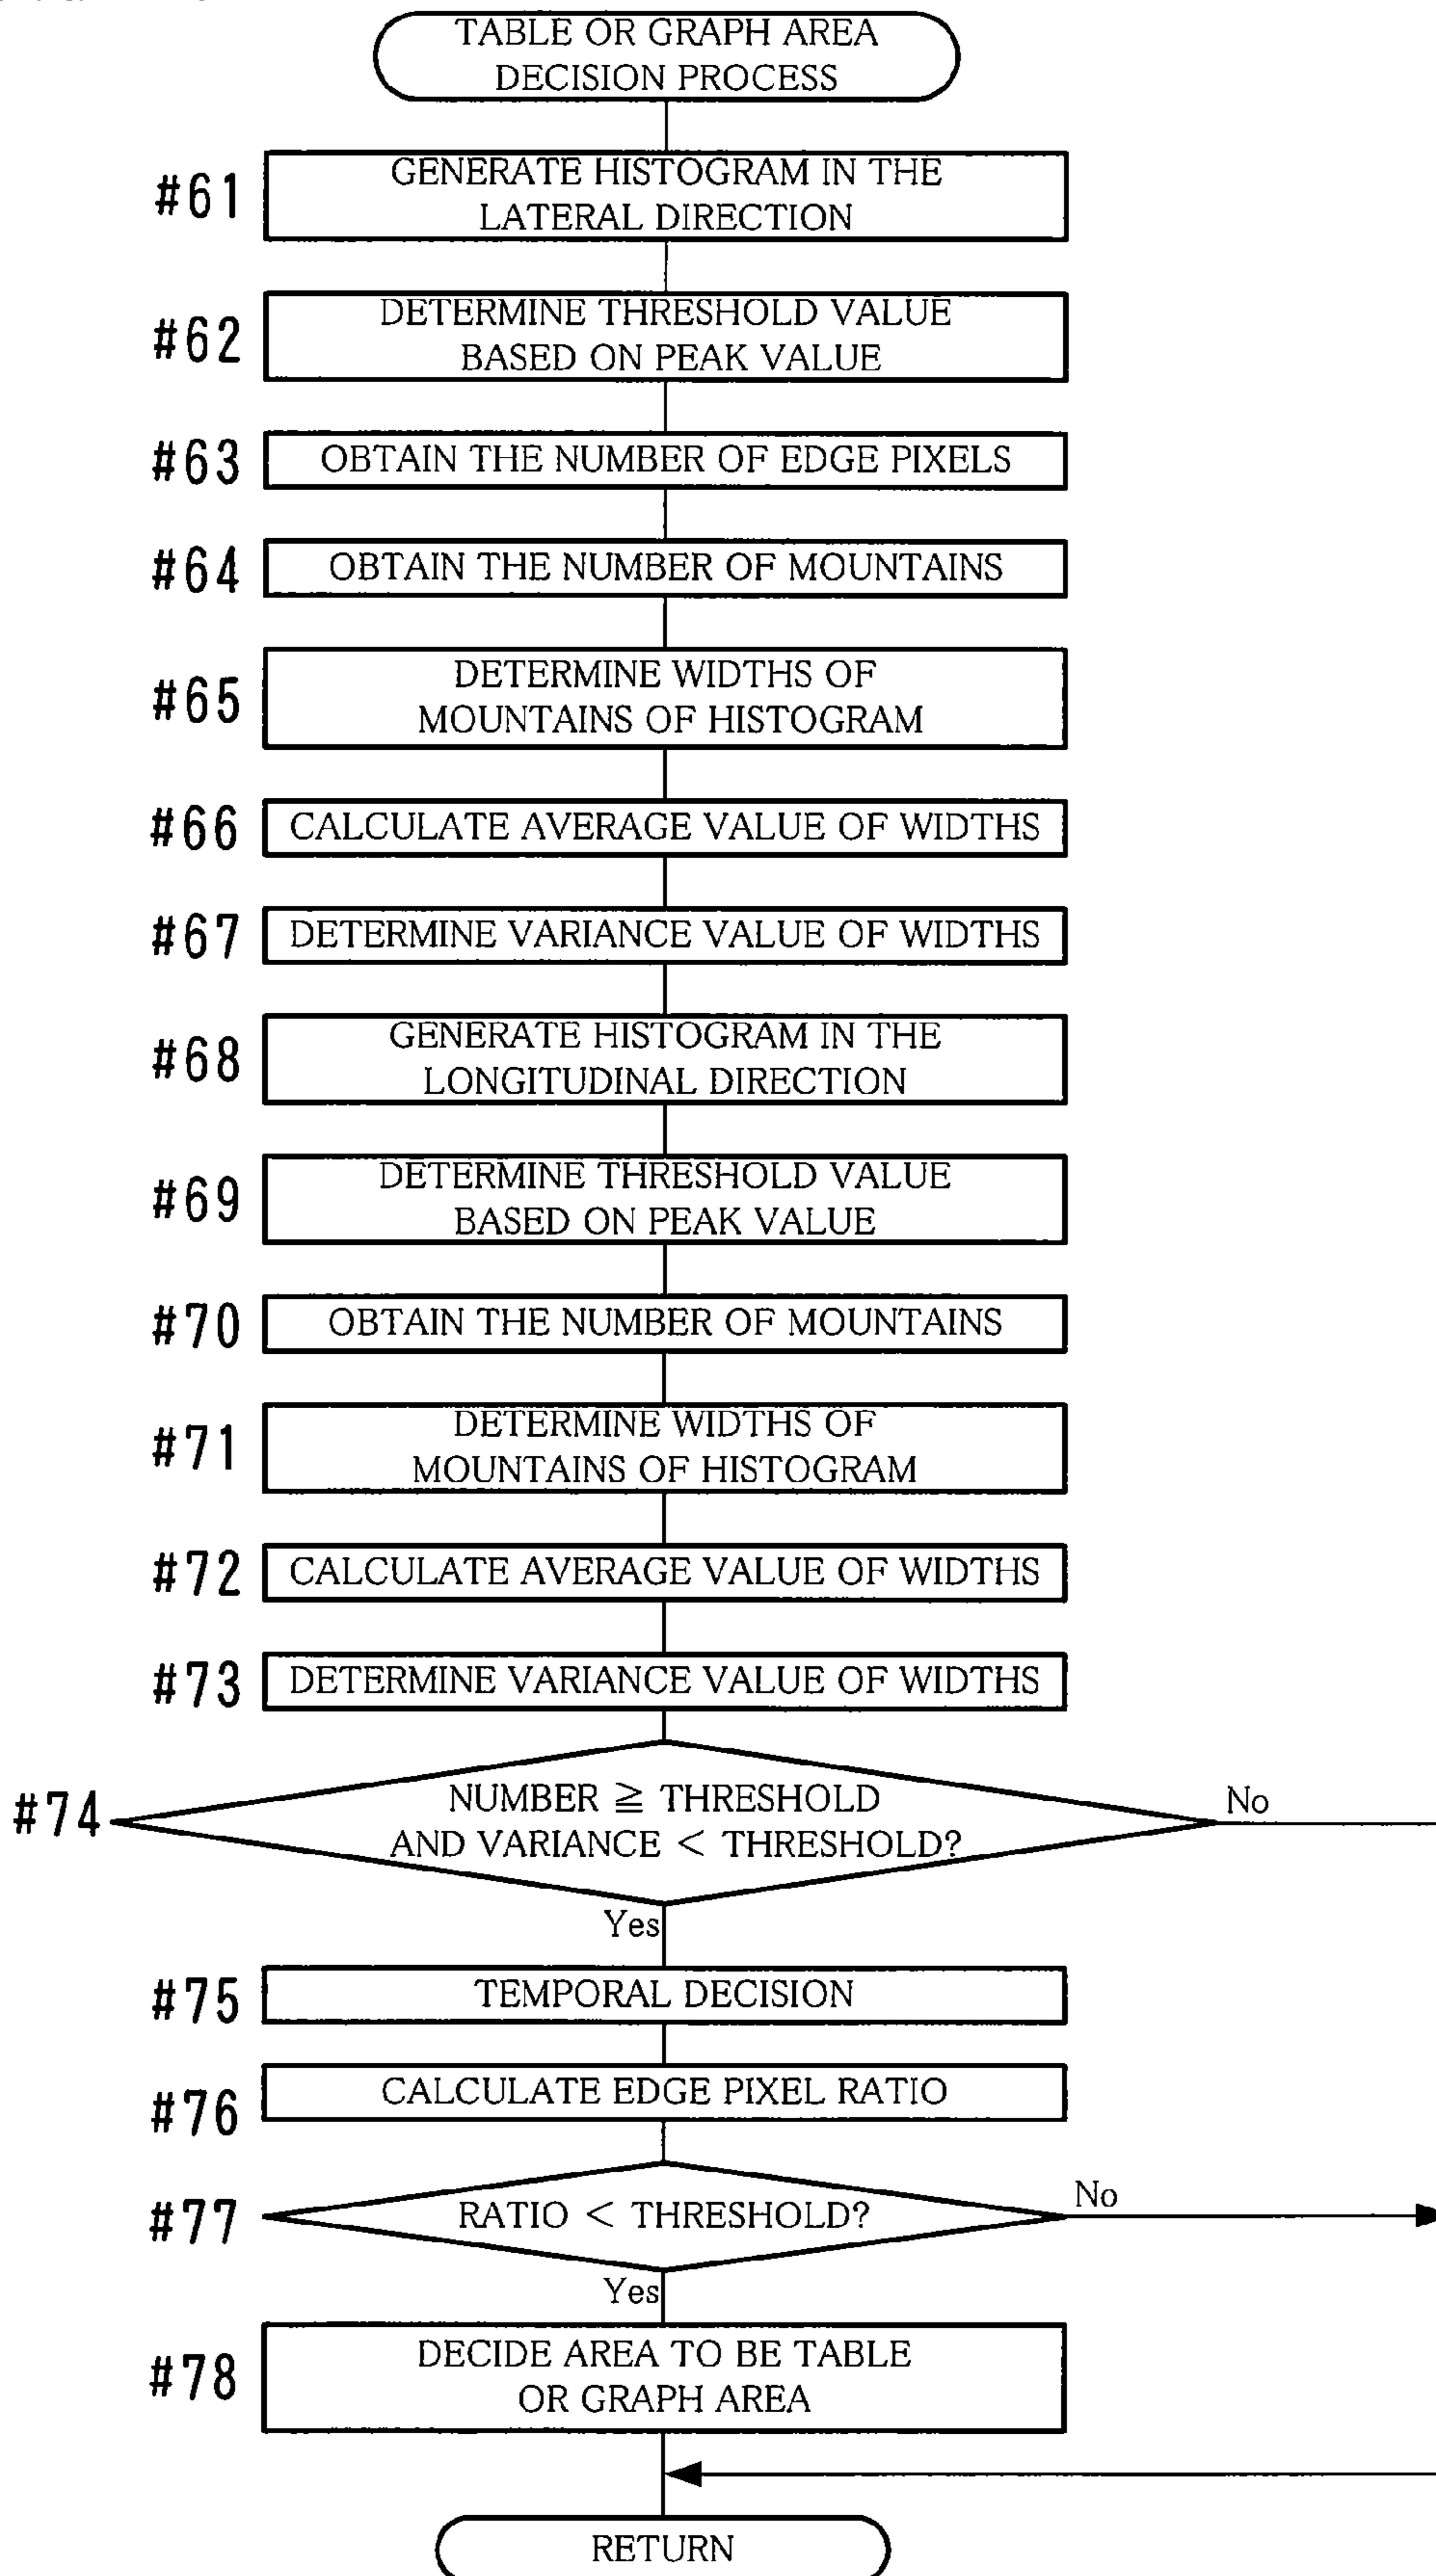 TABLE OR GRAPH AREA
DECISION PROCESS
#61
GENERATE HISTOGRAM IN THE
LATERAL DIRECTION
#62
DETERMINE THRESHOLD VALUE
BASED ON PEAK VALUE
#63
OBTAIN THE NUMBER OF EDGE PIXELS
#64
OBTAIN THE NUMBER OF MOUNTAINS
#65
DETERMINE WIDTHS OF
MOUNTAINS OF HISTOGRAM
#66
CALCULATE AVERAGE VALUE OF WIDTHS
#67
DETERMINE VARIANCE VALUE OF WIDTHS
#68
GENERATE HISTOGRAM IN THE
LONGITUDINAL DIRECTION
#69
DETERMINE THRESHOLD VALUE
BASED ON PEAK VALUE
#70
OBTAIN THE NUMBER OF MOUNTAINS
#71
DETERMINE WIDTHS OF
MOUNTAINS OF HISTOGRAM
#72
CALCULATE AVERAGE VALUE OF WIDTHS
#73
DETERMINE VARIANCE VALUE OF WIDTHS
#74
NUMBER ≧ THRESHOLD
AND VARIANCE < THRESHOLD?
No
Yes
#75
TEMPORAL DECISION
#76
CALCULATE EDGE PIXEL RATIO
#77
RATIO < THRESHOLD?
No
Yes
#78
DECIDE AREA TO BE TABLE
OR GRAPH AREA
RETURN